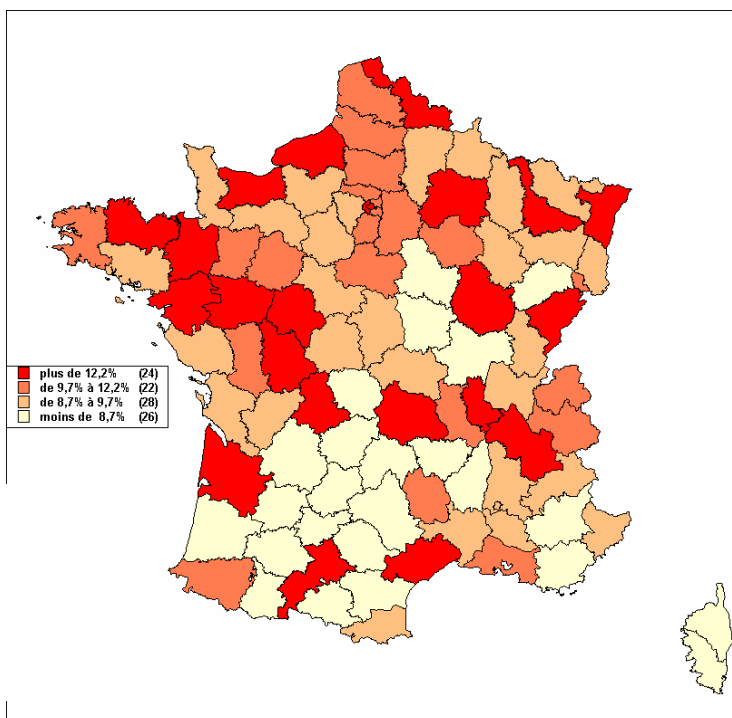 plus de 12,2% (24)
de 9,7% à 12,2% (22)
de 8,7% à 9,7% (28)
moins de 8,7% (26)